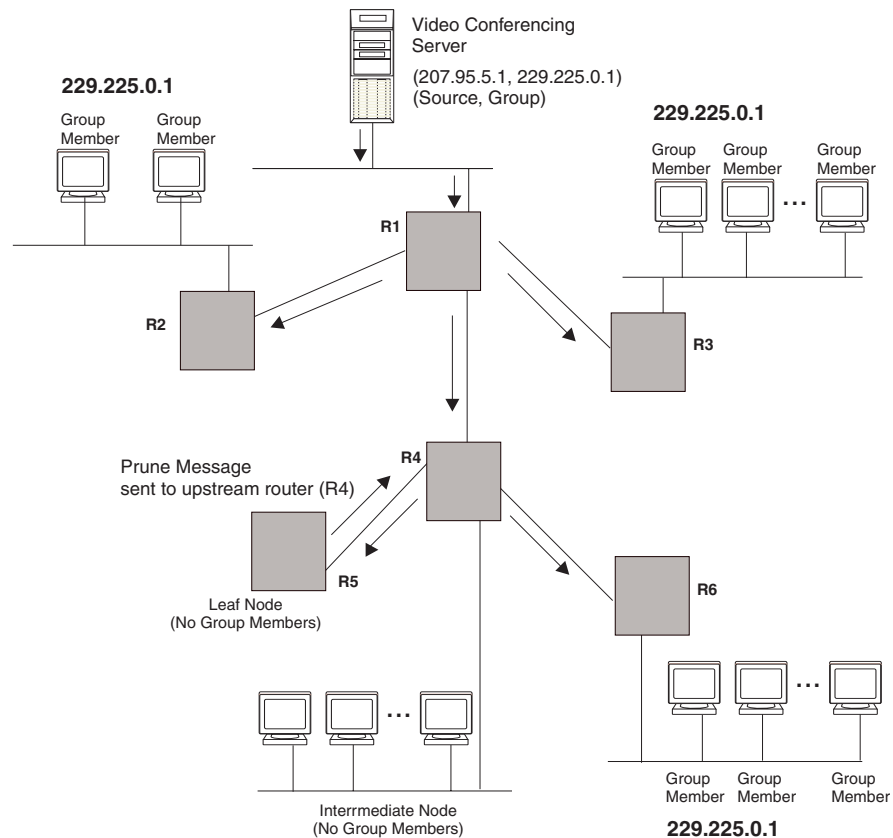 Video Conferencing
Server
(207.95.5.1, 229.225.0.1)
(Source, Group)
229.225.0.1
Group
Member
Group
Member
229.225.0.1
Group
Member
Group
Member
Group
Member
...
R1
R2
R3
R4
Prune Message
sent to upstream router (R4)
R5
Leaf Node
(No Group Members)
R6
...
...
Intermediate Node
(No Group Members)
Group
Member
Group
Member
Group
Member
229.225.0.1